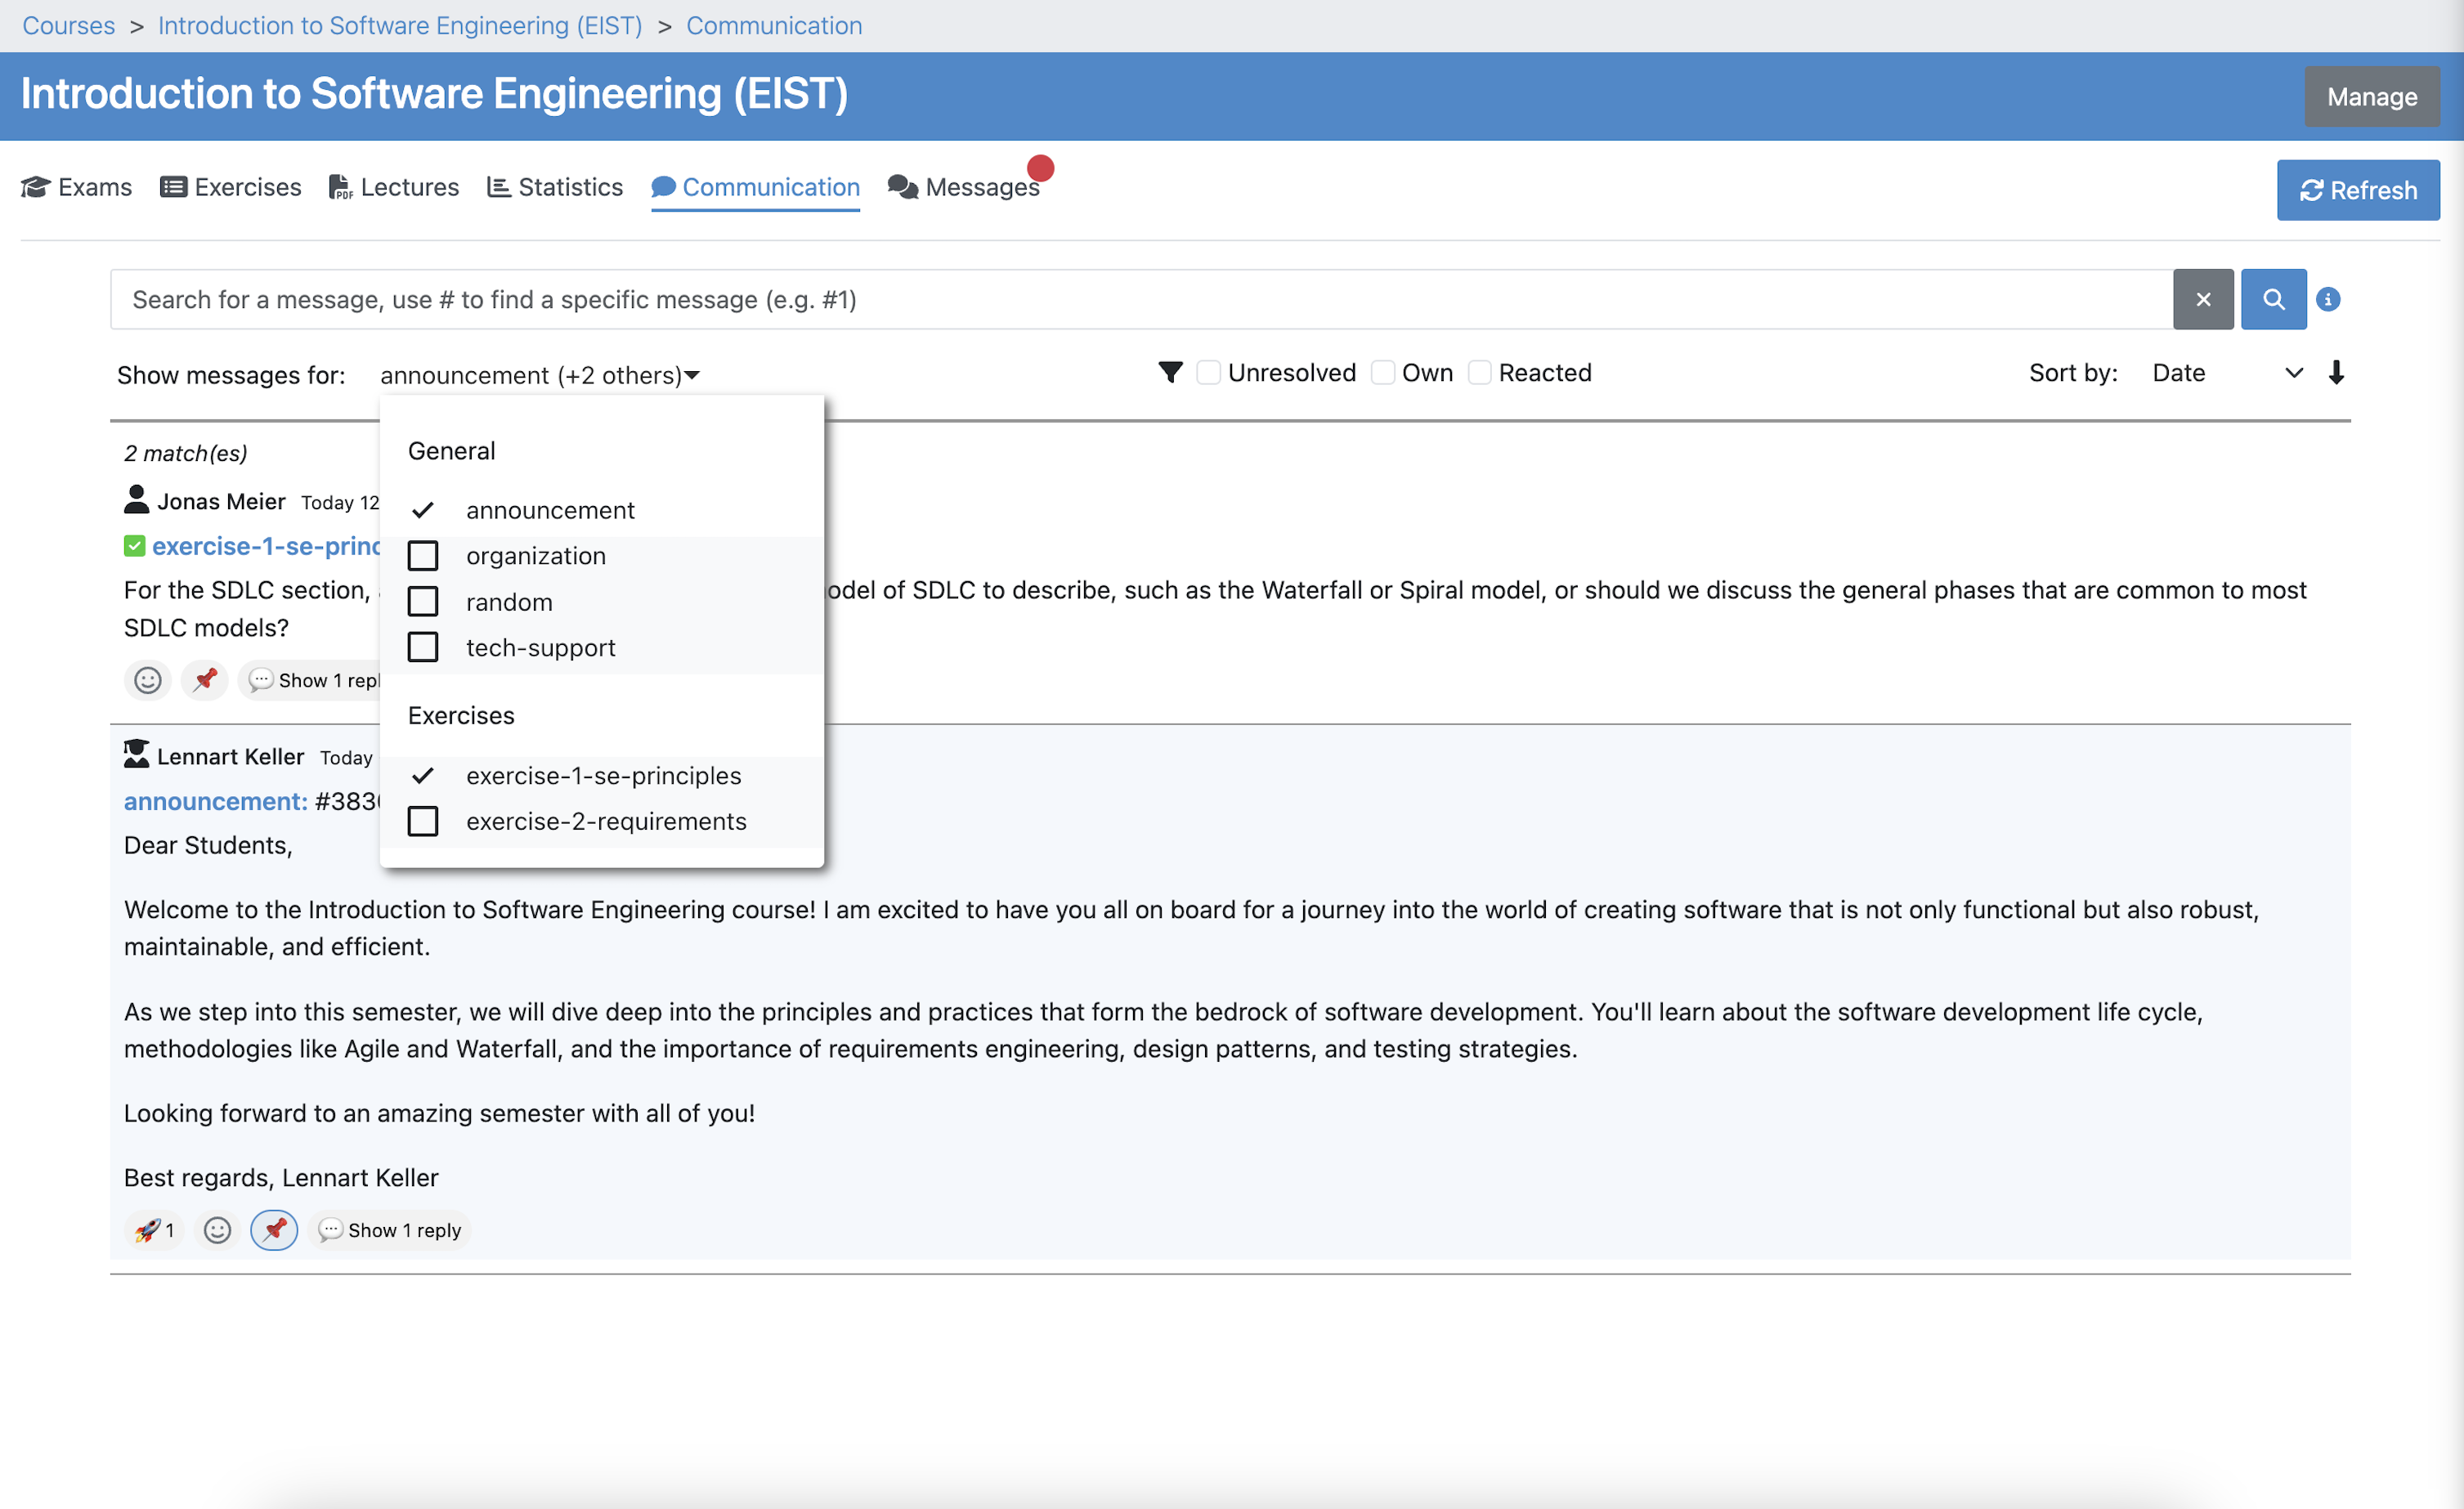 Courses > Introduction to Software Engineering (EIST) > Communication
Introduction to Software Engineering (EIST)
Manage
Exams Exercises Lectures Statistics Communication Messages
Refresh
Search for a message, use # to find a specific message (e.g. #1)
Show messages for: announcement (+2 others)
Unresolved Own Reacted
Sort by: Date
General
announcement
organization
random
tech-support
Exercises
exercise-1-se-principles
exercise-2-requirements
2 match(es)
Jonas Meier Today 12
exercise-1-se-princ
For the SDLC section, odel of SDLC to describe, such as the Waterfall or Spiral model, or should we discuss the general phases that are common to most
SDLC models?
Show 1 repl
Lennart Keller Today
announcement: #383
Dear Students,
Welcome to the Introduction to Software Engineering course! I am excited to have you all on board for a journey into the world of creating software that is not only functional but also robust,
maintainable, and efficient.
As we step into this semester, we will dive deep into the principles and practices that form the bedrock of software development. You'll learn about the software development life cycle,
methodologies like Agile and Waterfall, and the importance of requirements engineering, design patterns, and testing strategies.
Looking forward to an amazing semester with all of you!
Best regards, Lennart Keller
1 Show 1 reply